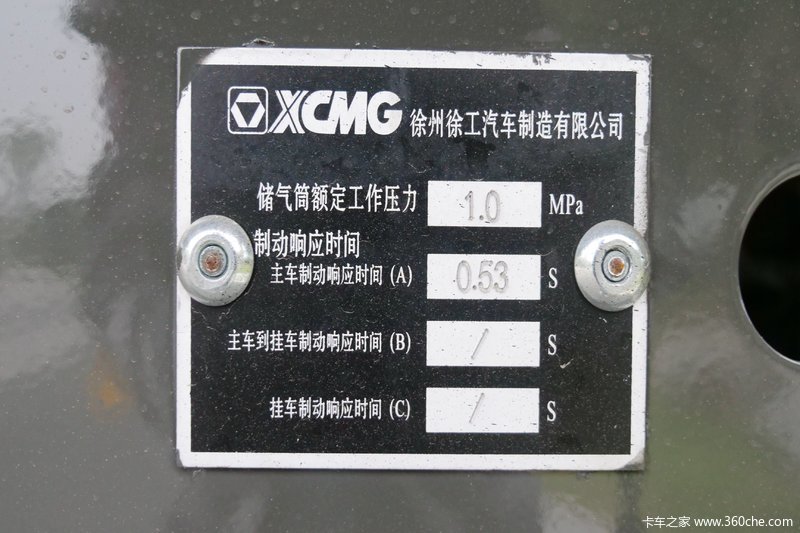 XCMG 徐州徐工汽车制造有限公司
储气筒额定工作压力 1.0 MPa
制动响应时间
主车制动响应时间 (A) 0.53 S
主车到挂车制动响应时间 (B) / S
挂车制动响应时间 (C) / S
卡车之家 www.360che.com